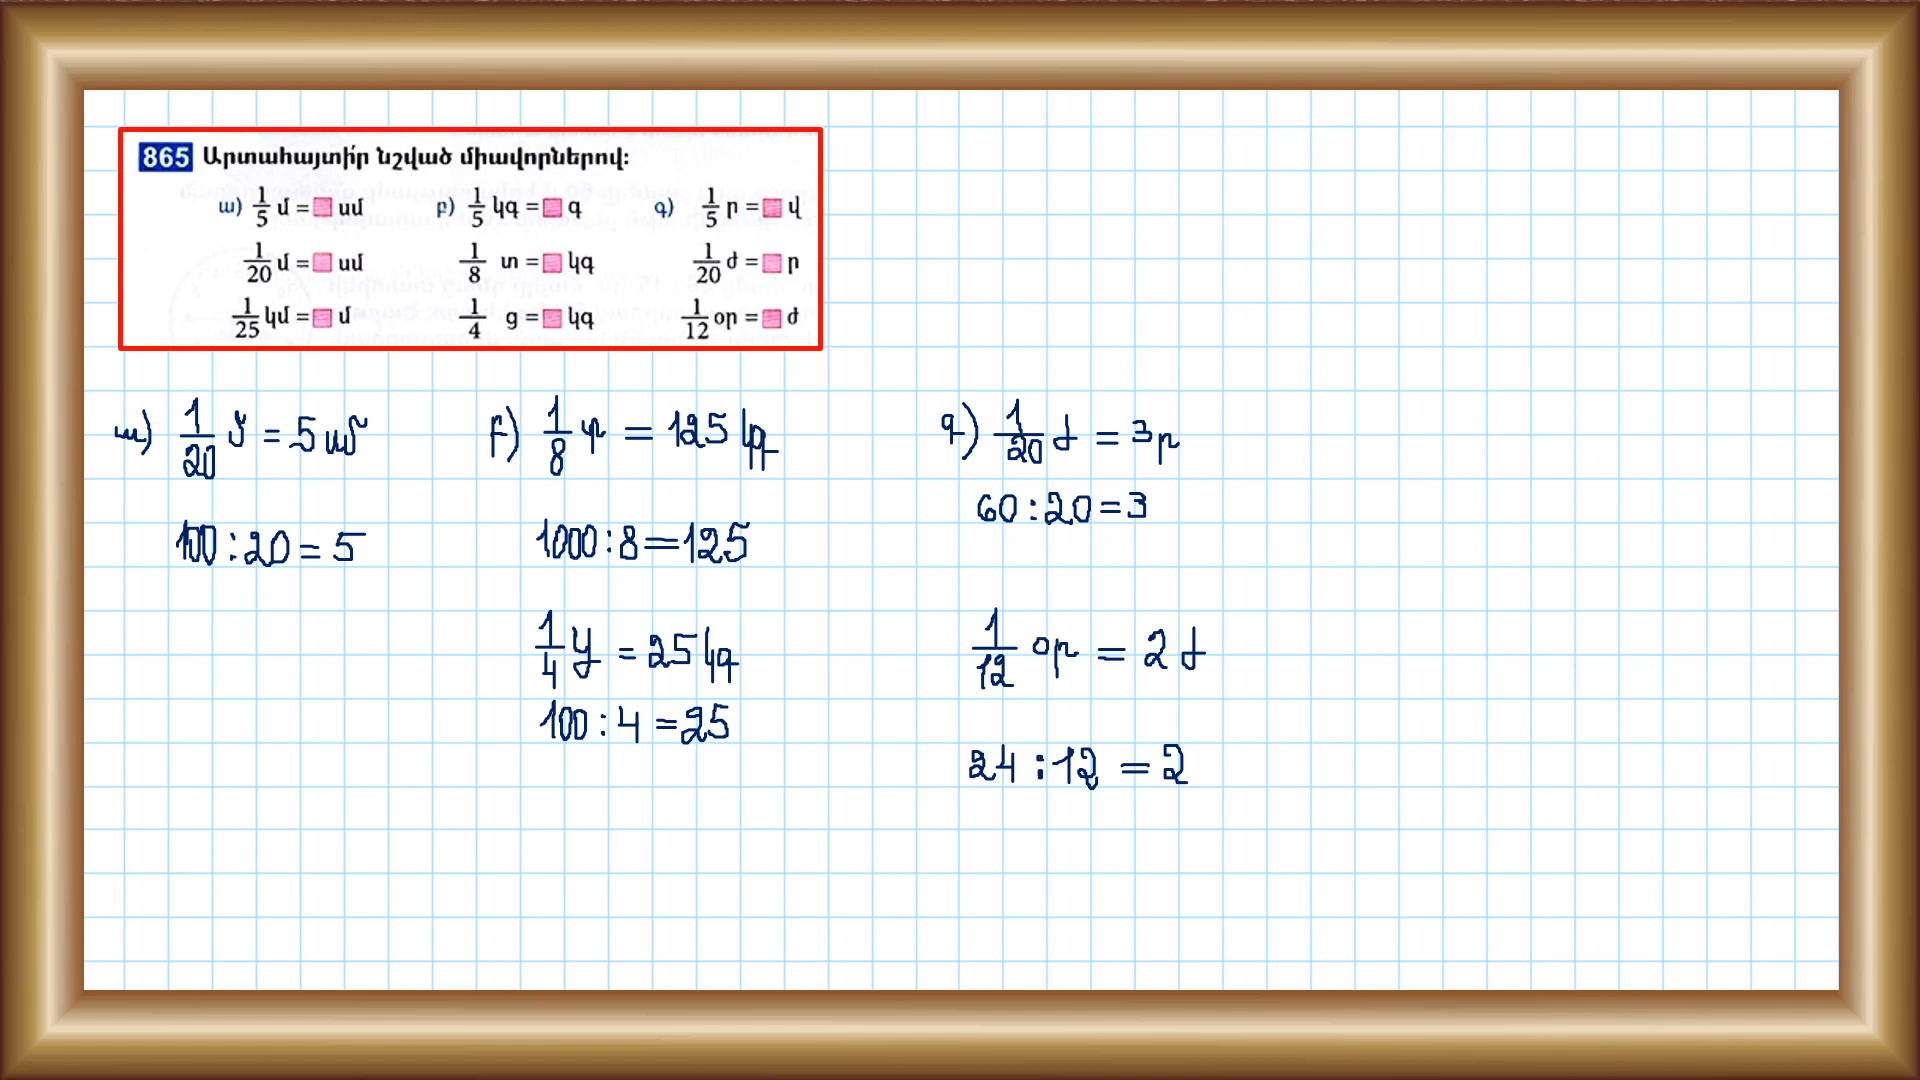 865 Արտահայտի՛ր նշված միավորներով:
ա) 1/5 մ = սմ բ) 1/5 կգ = գ գ) 1/5 ր = վ
1/20 մ = սմ 1/8 տ = կգ 1/20 ժ = ր
1/25 կմ = մ 1/4 ց = կգ 1/12 օր = ժ
ա) 1/20 մ = 5 սմ բ) 1/8 տ = 125 կգ գ) 1/20 ժ = 3 ր
100 : 20 = 5 1000 : 8 = 125 60 : 20 = 3
1/4 ց = 25 կգ 1/12 օր = 2 ժ
100 : 4 = 25 24 : 12 = 2